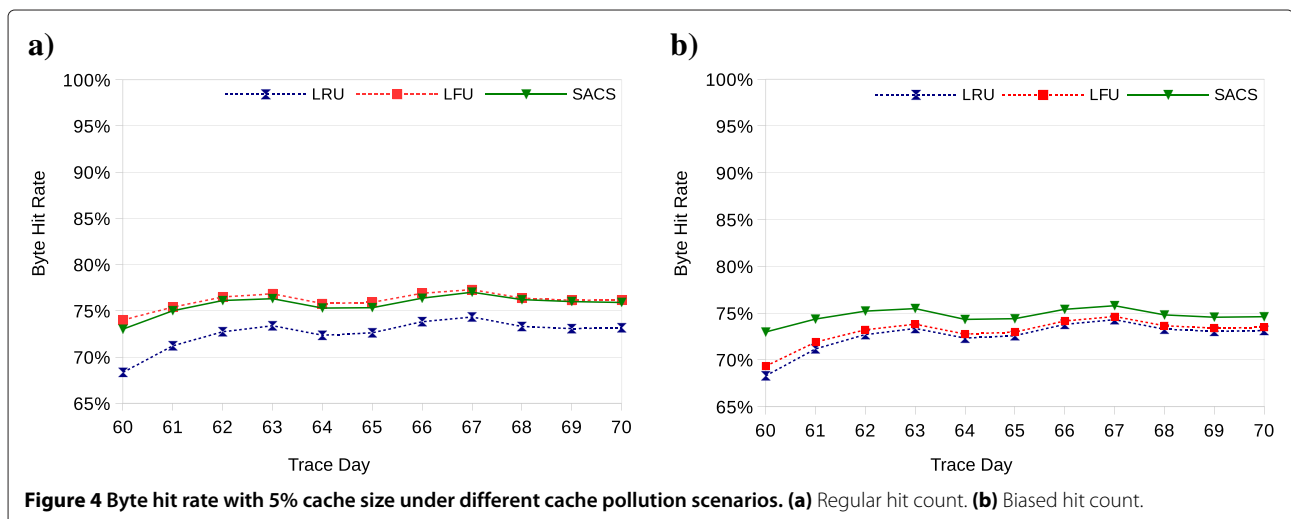 a)
100%
95%
90%
85%
80%
75%
70%
65%
Byte Hit Rate
LRU LFU SACS
60 61 62 63 64 65 66 67 68 69 70
Trace Day
b)
100%
95%
90%
85%
80%
75%
70%
65%
Byte Hit Rate
LRU LFU SACS
60 61 62 63 64 65 66 67 68 69 70
Trace Day
Figure 4 Byte hit rate with 5% cache size under different cache pollution scenarios. (a) Regular hit count. (b) Biased hit count.